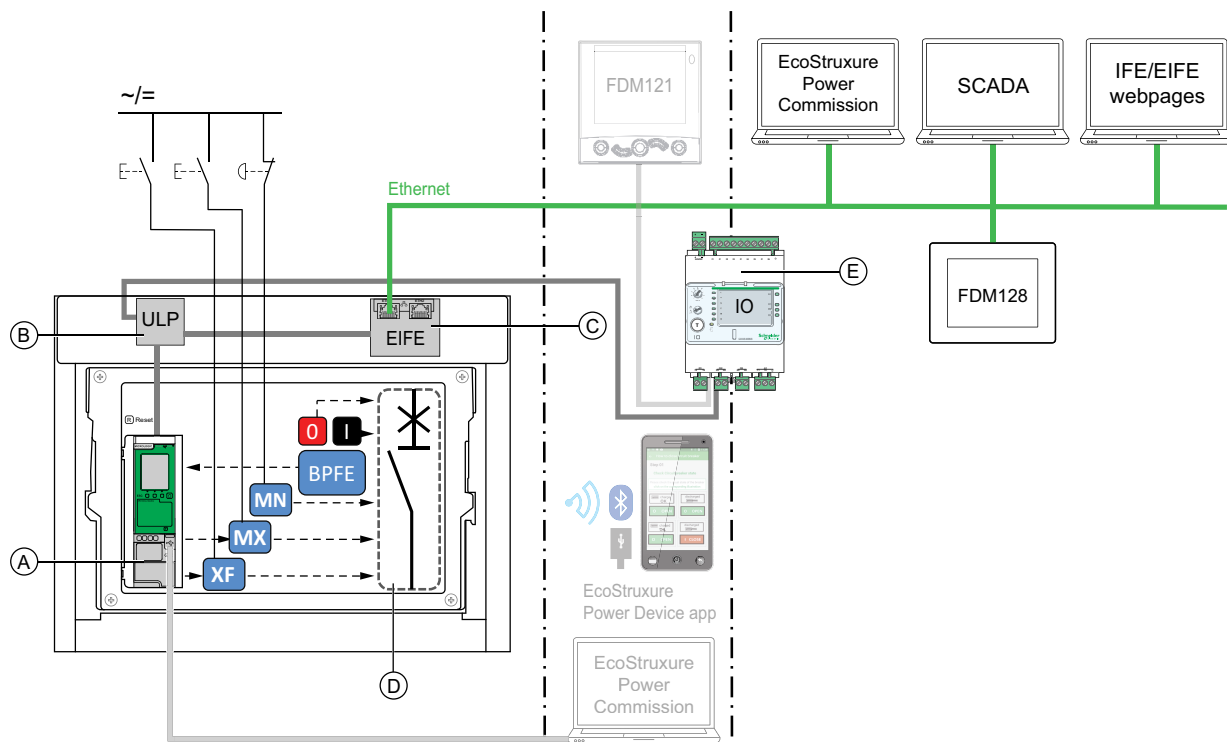 ~/=
FDM121
EcoStruxure
Power
Commission
SCADA
IFE/EIFE
webpages
Ethernet
E
IO
FDM128
B
ULP
EIFE
C
R Reset
0
I
BPFE
MN
MX
A
XF
D
EcoStruxure
Power Device app
EcoStruxure
Power
Commission